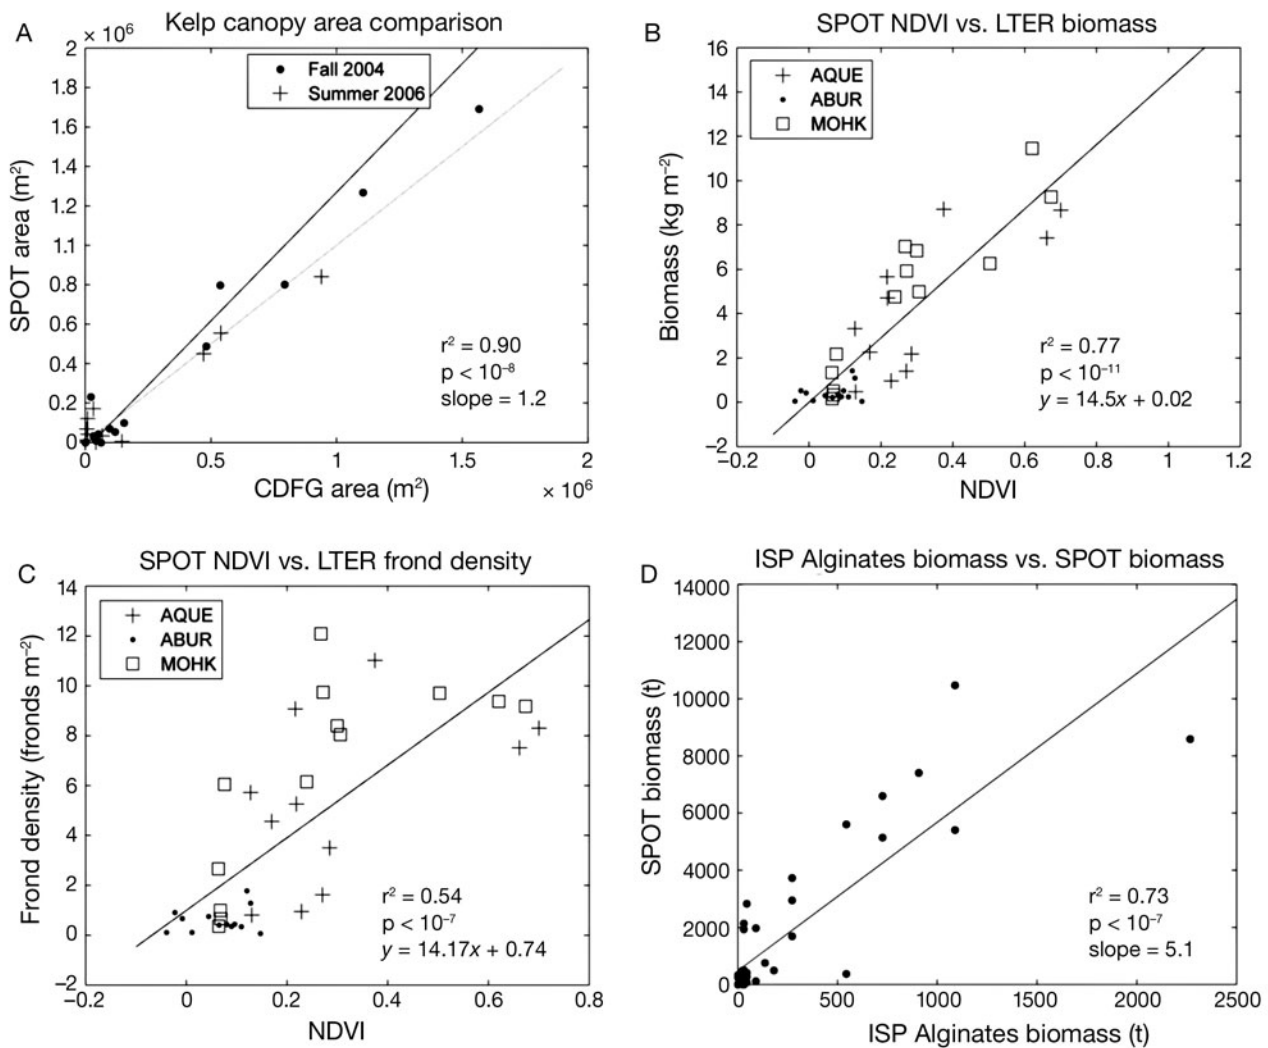 A
Kelp canopy area comparison
× 10⁶
Fall 2004
Summer 2006
2
1.8
1.6
1.4
1.2
1.1
0.8
0.6
0.4
0.2
0
SPOT area (m²)
r² = 0.90
p < 10⁻⁸
slope = 1.2
0 0.5 1 1.5 2
CDFG area (m²)
× 10⁶
B
SPOT NDVI vs. LTER biomass
AQUE
ABUR
MOHK
16
14
12
10
8
6
4
2
0
−2
Biomass (kg m⁻²)
r² = 0.77
p < 10⁻¹¹
y = 14.5x + 0.02
−0.2 0 0.2 0.4 0.6 0.8 1 1.2
NDVI
C
SPOT NDVI vs. LTER frond density
AQUE
ABUR
MOHK
14
12
10
8
6
4
2
0
−2
Frond density (fronds m⁻²)
r² = 0.54
p < 10⁻⁷
y = 14.17x + 0.74
−0.2 0 0.2 0.4 0.6 0.8
NDVI
D
ISP Alginates biomass vs. SPOT biomass
14000
12000
10000
8000
6000
4000
2000
0
SPOT biomass (t)
r² = 0.73
p < 10⁻⁷
slope = 5.1
0 500 1000 1500 2000 2500
ISP Alginates biomass (t)